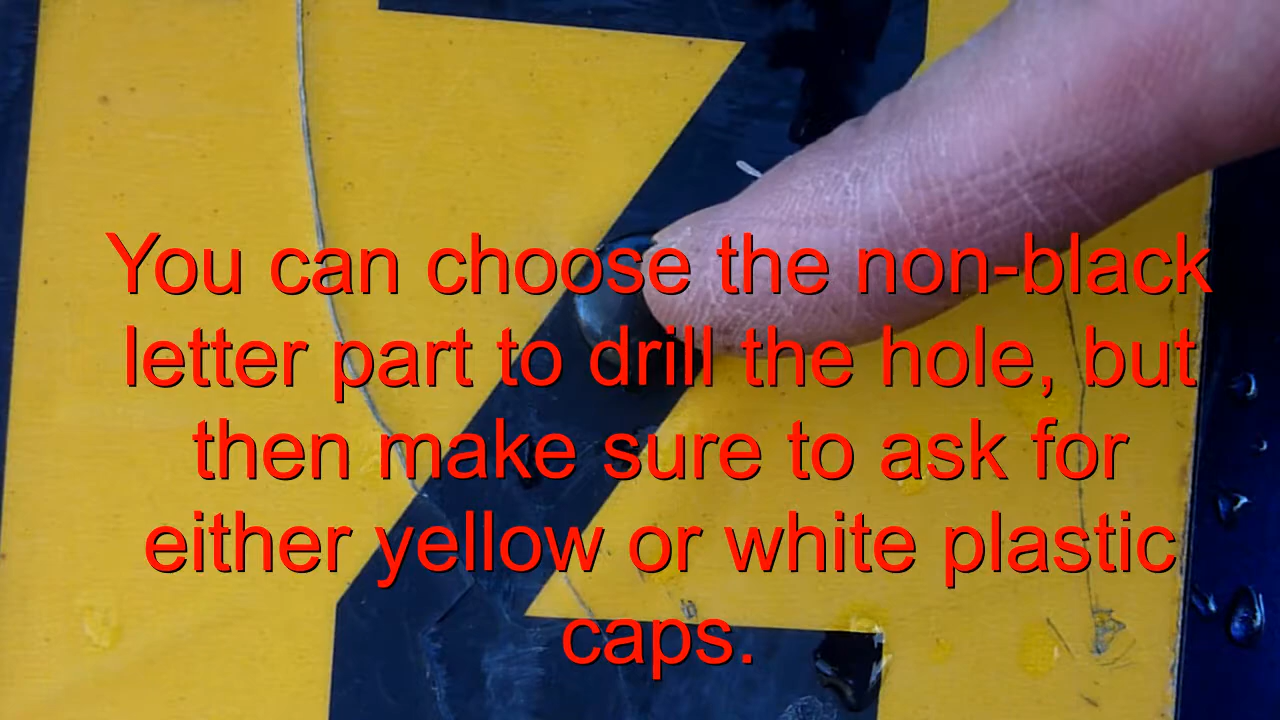 Z
You can choose the non-black
letter part to drill the hole, but
then make sure to ask for
either yellow or white plastic
caps.